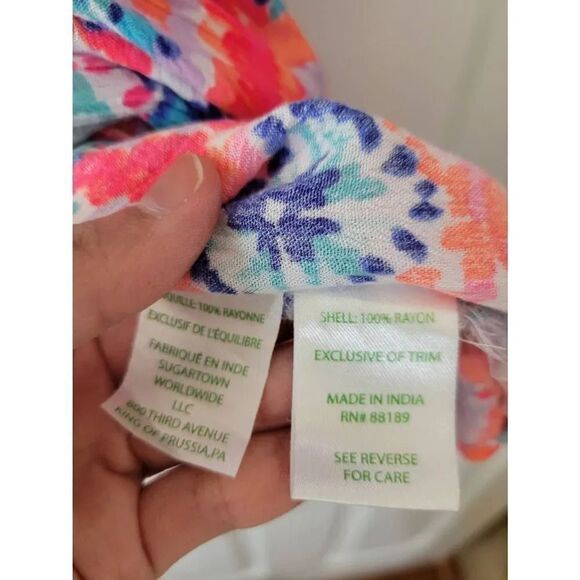 QUILLE: 100% RAYONNE
EXCLUSIF DE L'ÉQUILIBRE
FABRIQUÉ EN INDE
SUGARTOWN
WORLDWIDE
LLC
800 THIRD AVENUE
KING OF PRUSSIA,PA
SHELL: 100% RAYON
EXCLUSIVE OF TRIM
MADE IN INDIA
RN# 88189
SEE REVERSE
FOR CARE